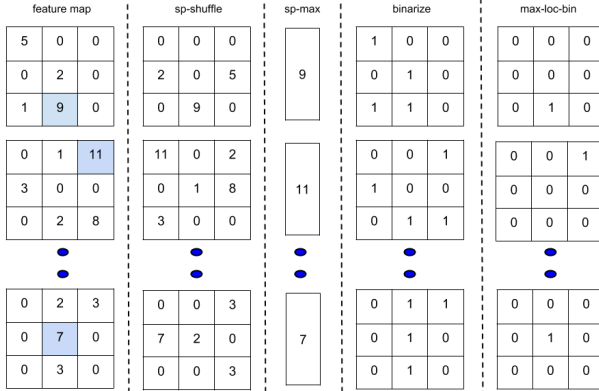 feature map sp-shuffle sp-max binarize max-loc-bin
5 0 0 0 0 0 1 0 0 0 0 0
0 2 0 2 0 5 9 0 1 0 0 0 0
1 9 0 0 9 0 1 1 0 0 1 0
0 1 11 11 0 2 0 0 1 0 0 1
3 0 0 0 1 8 11 1 0 0 0 0 0
0 2 8 3 0 0 0 1 1 0 0 0
0 2 3 0 0 3 0 1 1 0 0 0
0 7 0 7 2 0 7 0 1 0 0 1 0
0 3 0 0 0 3 0 1 0 0 0 0